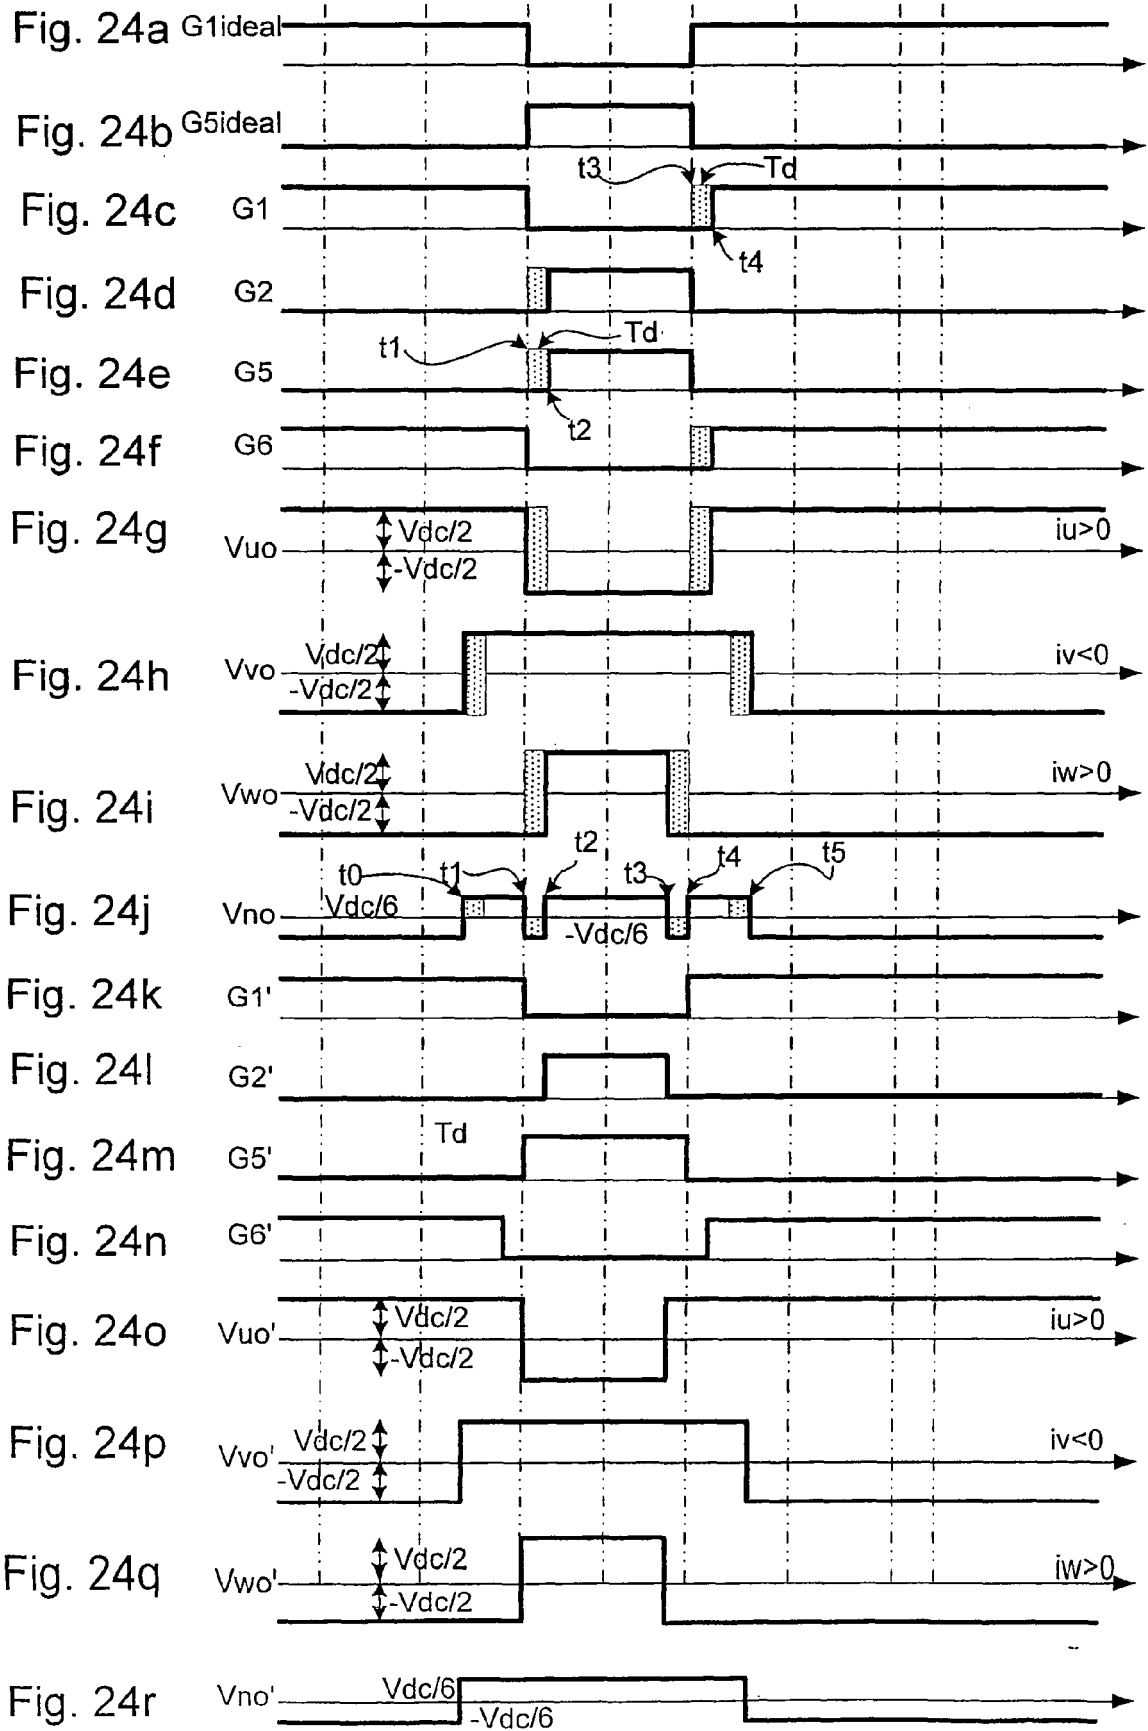 Fig. 24a G1ideal
Fig. 24b G5ideal
t3 Td
Fig. 24c G1
t4
Fig. 24d G2
t1 Td
Fig. 24e G5
t2
Fig. 24f G6
Fig. 24g Vuo Vdc/2 iu>0
-Vdc/2
Fig. 24h Vvo Vdc/2 iv<0
-Vdc/2
Fig. 24i Vwo Vdc/2 iw>0
-Vdc/2
t0 t1 t2 t3 t4 t5
Fig. 24j Vno Vdc/6
-Vdc/6
Fig. 24k G1'
Fig. 24l G2'
Td
Fig. 24m G5'
Fig. 24n G6'
Fig. 24o Vuo' Vdc/2 iu>0
-Vdc/2
Fig. 24p Vvo' Vdc/2 iv<0
-Vdc/2
Fig. 24q Vwo' Vdc/2 iw>0
-Vdc/2
Fig. 24r Vno' Vdc/6
-Vdc/6